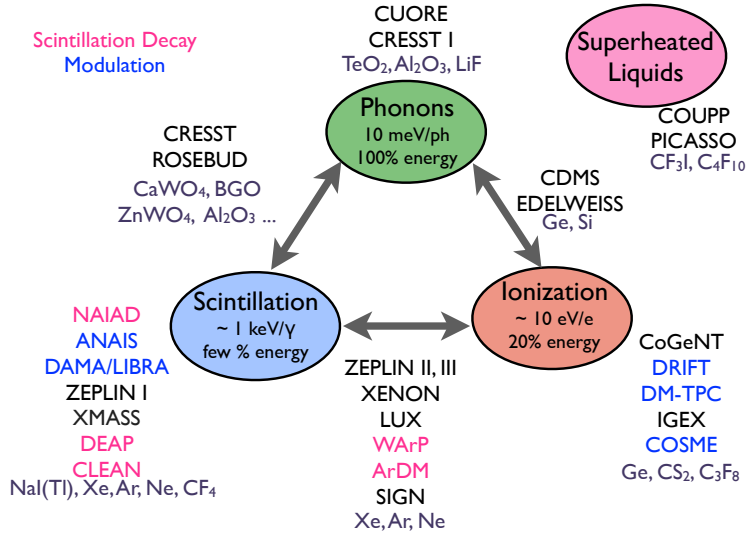 Scintillation Decay
Modulation
CUORE
CRESST I
TeO₂, Al₂O₃, LiF
Phonons
10 meV/ph
100% energy
Superheated
Liquids
COUPP
PICASSO
CF₃I, C₄F₁₀
CRESST
ROSEBUD
CaWO₄, BGO
ZnWO₄, Al₂O₃ ...
CDMS
EDELWEISS
Ge, Si
Scintillation
~ 1 keV/γ
few % energy
Ionization
~ 10 eV/e
20% energy
NAIAD
ANAIS
DAMA/LIBRA
ZEPLIN I
XMASS
DEAP
CLEAN
NaI(Tl), Xe, Ar, Ne, CF₄
ZEPLIN II, III
XENON
LUX
WArP
ArDM
SIGN
Xe, Ar, Ne
CoGeNT
DRIFT
DM-TPC
IGEX
COSME
Ge, CS₂, C₃F₈